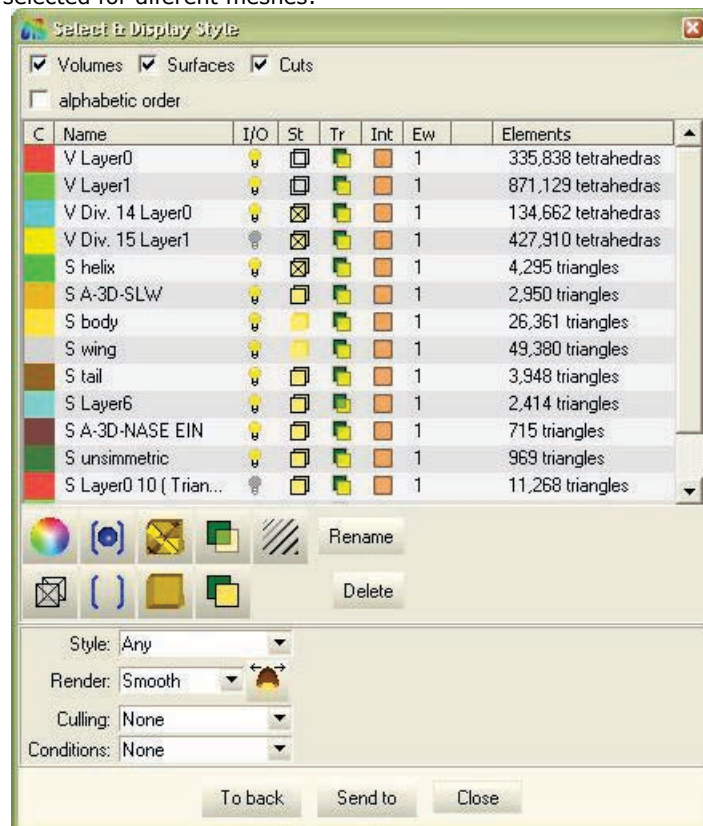 selected for diferent meshes.
Select & Display Style
Volumes Surfaces Cuts
alphabetic order
C Name I/O St Tr Int Ew Elements
V Layer0 1 335,838 tetrahedras
V Layer1 1 871,129 tetrahedras
V Div. 14 Layer0 1 134,662 tetrahedras
V Div. 15 Layer1 1 427,910 tetrahedras
S helix 1 4,295 triangles
S A-3D-SLW 1 2,950 triangles
S body 1 26,361 triangles
S wing 1 49,380 triangles
S tail 1 3,948 triangles
S Layer6 1 2,414 triangles
S A-3D-NASE EIN 1 715 triangles
S unsimmetric 1 969 triangles
S Layer0 10 ( Trian... 1 11,268 triangles
Rename
Delete
Style: Any
Render: Smooth
Culling: None
Conditions: None
To back Send to Close